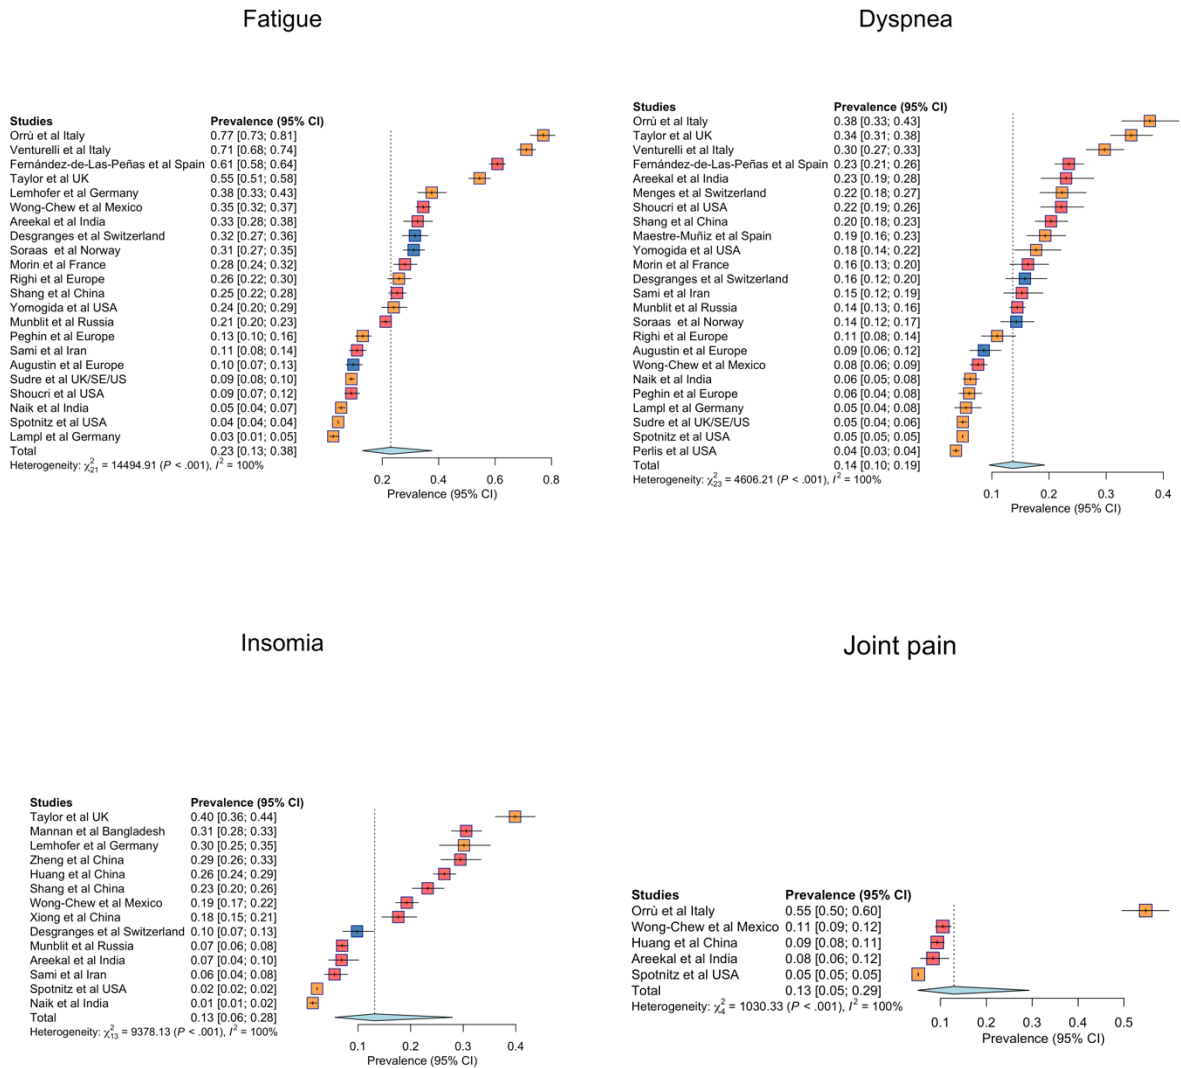 Fatigue
Studies Prevalence (95% CI)
Orrù et al Italy 0.77 [0.73; 0.81]
Venturelli et al Italy 0.71 [0.68; 0.74]
Fernández-de-Las-Peñas et al Spain 0.61 [0.58; 0.64]
Taylor et al UK 0.55 [0.51; 0.58]
Lemhofer et al Germany 0.38 [0.33; 0.43]
Wong-Chew et al Mexico 0.35 [0.32; 0.37]
Areekal et al India 0.33 [0.28; 0.38]
Desgranges et al Switzerland 0.32 [0.27; 0.36]
Soraas et al Norway 0.31 [0.27; 0.35]
Morin et al France 0.28 [0.24; 0.32]
Righi et al Europe 0.26 [0.22; 0.30]
Shang et al China 0.25 [0.22; 0.28]
Yomogida et al USA 0.24 [0.20; 0.29]
Munblit et al Russia 0.21 [0.20; 0.23]
Peghin et al Europe 0.13 [0.10; 0.16]
Sami et al Iran 0.11 [0.08; 0.14]
Augustin et al Europe 0.10 [0.07; 0.13]
Sudre et al UK/SE/US 0.09 [0.08; 0.10]
Shoucri et al USA 0.09 [0.07; 0.12]
Naik et al India 0.05 [0.04; 0.07]
Spotnitz et al USA 0.04 [0.04; 0.04]
Lampl et al Germany 0.03 [0.01; 0.05]
Total 0.23 [0.13; 0.38]
Heterogeneity: χ²₂₁ = 14494.91 (P < .001), I² = 100%
0.2 0.4 0.6 0.8
Prevalence (95% CI)
Dyspnea
Studies Prevalence (95% CI)
Orrù et al Italy 0.38 [0.33; 0.43]
Taylor et al UK 0.34 [0.31; 0.38]
Venturelli et al Italy 0.30 [0.27; 0.33]
Fernández-de-Las-Peñas et al Spain 0.23 [0.21; 0.26]
Areekal et al India 0.23 [0.19; 0.28]
Menges et al Switzerland 0.22 [0.18; 0.27]
Shoucri et al USA 0.22 [0.19; 0.26]
Shang et al China 0.20 [0.18; 0.23]
Maestre-Muñiz et al Spain 0.19 [0.16; 0.23]
Yomogida et al USA 0.18 [0.14; 0.22]
Morin et al France 0.16 [0.13; 0.20]
Desgranges et al Switzerland 0.16 [0.12; 0.20]
Sami et al Iran 0.15 [0.12; 0.19]
Munblit et al Russia 0.14 [0.13; 0.16]
Soraas et al Norway 0.14 [0.12; 0.17]
Righi et al Europe 0.11 [0.08; 0.14]
Augustin et al Europe 0.09 [0.06; 0.12]
Wong-Chew et al Mexico 0.08 [0.06; 0.09]
Naik et al India 0.06 [0.05; 0.08]
Peghin et al Europe 0.06 [0.04; 0.08]
Lampl et al Germany 0.05 [0.04; 0.08]
Sudre et al UK/SE/US 0.05 [0.04; 0.06]
Spotnitz et al USA 0.05 [0.05; 0.05]
Perlis et al USA 0.04 [0.03; 0.04]
Total 0.14 [0.10; 0.19]
Heterogeneity: χ²₂₃ = 4606.21 (P < .001), I² = 100%
0.1 0.2 0.3 0.4
Prevalence (95% CI)
Insomia
Studies Prevalence (95% CI)
Taylor et al UK 0.40 [0.36; 0.44]
Mannan et al Bangladesh 0.31 [0.28; 0.33]
Lemhofer et al Germany 0.30 [0.25; 0.35]
Zheng et al China 0.29 [0.26; 0.33]
Huang et al China 0.26 [0.24; 0.29]
Shang et al China 0.23 [0.20; 0.26]
Wong-Chew et al Mexico 0.19 [0.17; 0.22]
Xiong et al China 0.18 [0.15; 0.21]
Desgranges et al Switzerland 0.10 [0.07; 0.13]
Munblit et al Russia 0.07 [0.06; 0.08]
Areekal et al India 0.07 [0.04; 0.10]
Sami et al Iran 0.06 [0.04; 0.08]
Spotnitz et al USA 0.02 [0.02; 0.02]
Naik et al India 0.01 [0.01; 0.02]
Total 0.13 [0.06; 0.28]
Heterogeneity: χ²₁₃ = 9378.13 (P < .001), I² = 100%
0.1 0.2 0.3 0.4
Prevalence (95% CI)
Joint pain
Studies Prevalence (95% CI)
Orrù et al Italy 0.55 [0.50; 0.60]
Wong-Chew et al Mexico 0.11 [0.09; 0.12]
Huang et al China 0.09 [0.08; 0.11]
Areekal et al India 0.08 [0.06; 0.12]
Spotnitz et al USA 0.05 [0.05; 0.05]
Total 0.13 [0.05; 0.29]
Heterogeneity: χ²₄ = 1030.33 (P < .001), I² = 100%
0.1 0.2 0.3 0.4 0.5
Prevalence (95% CI)